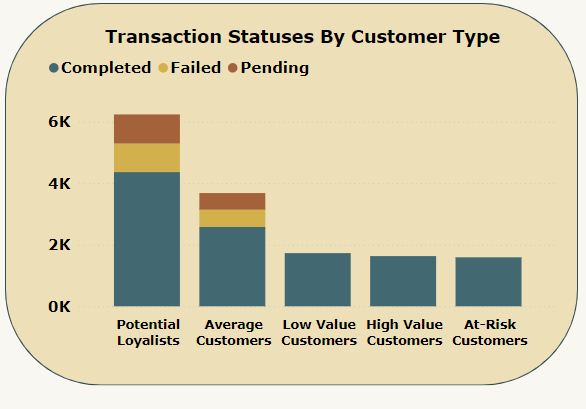 Transaction Statuses By Customer Type
Completed Failed Pending
6K
4K
2K
0K
Potential Loyalists
Average Customers
Low Value Customers
High Value Customers
At-Risk Customers